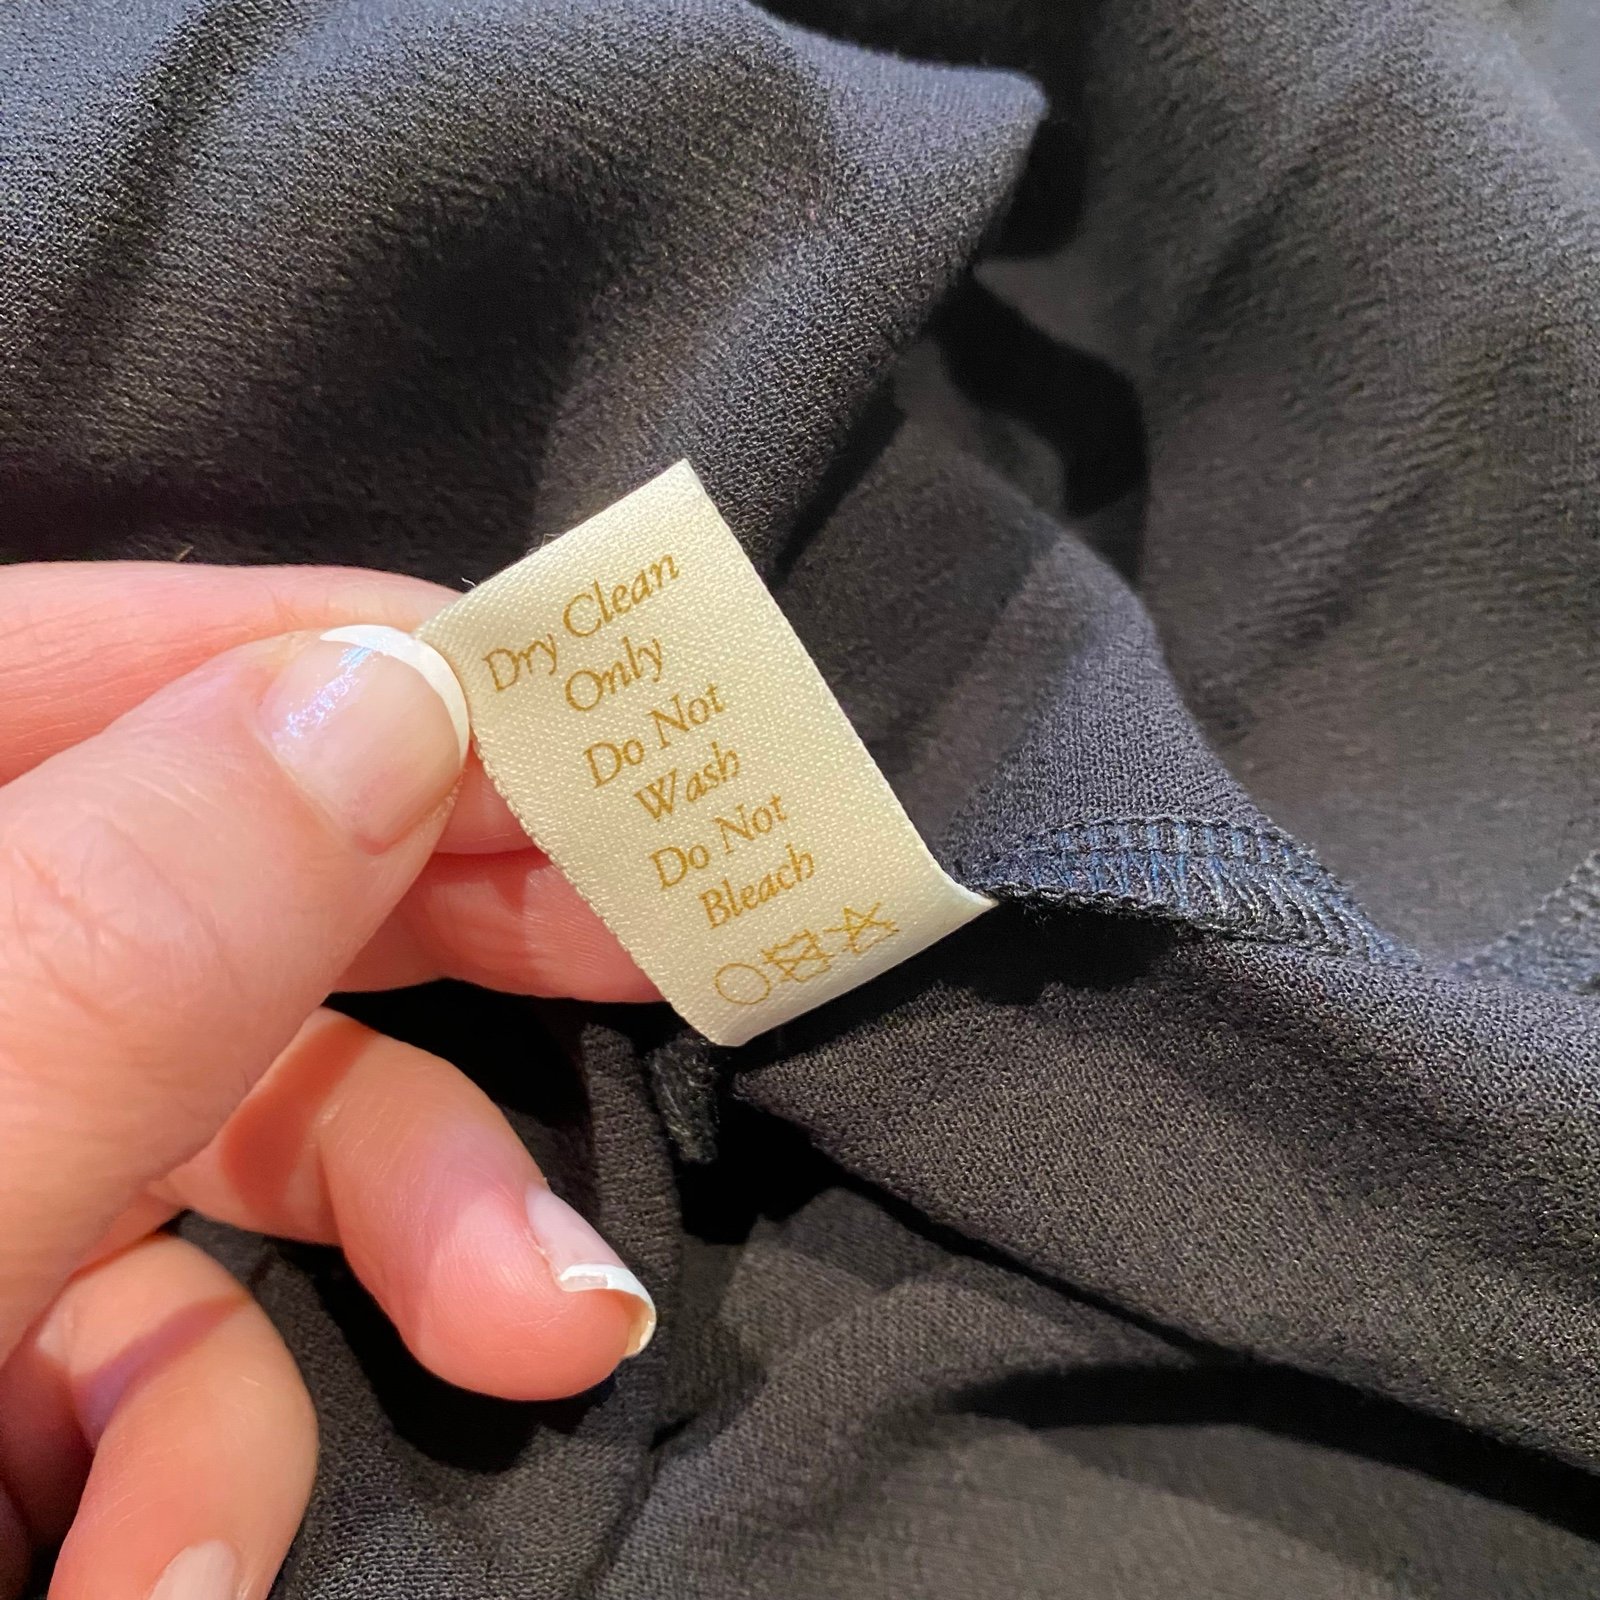 Dry Clean
Only
Do Not
Wash
Do Not
Bleach